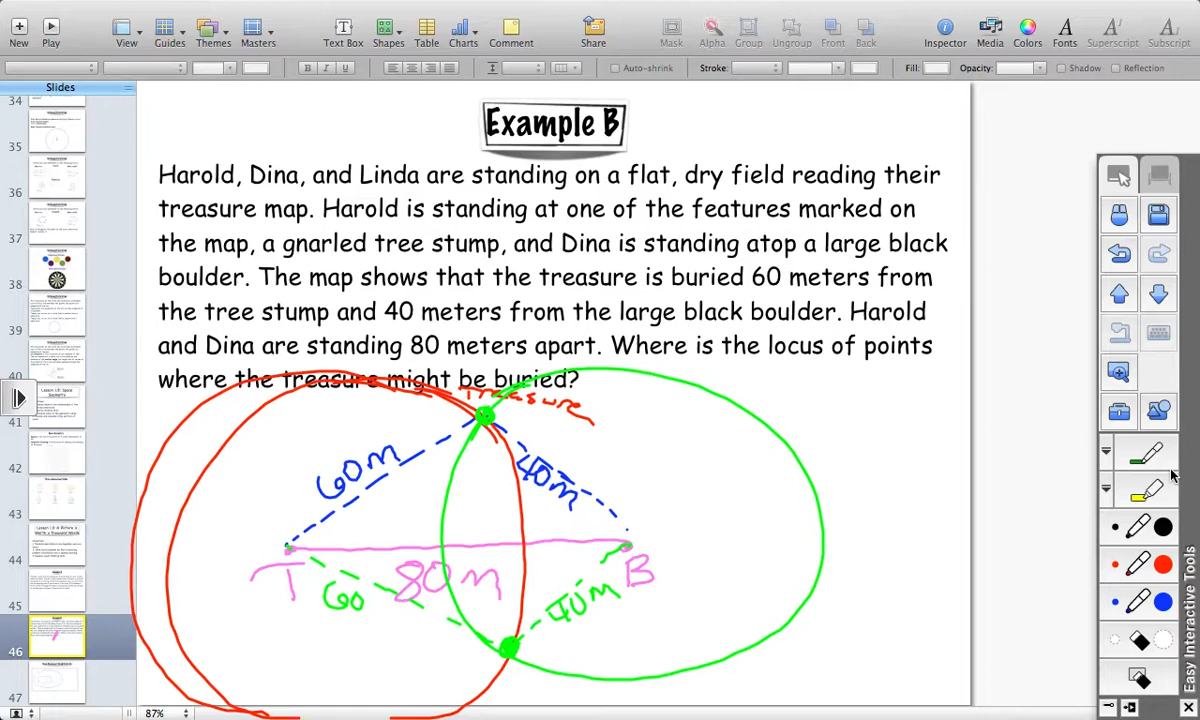 New Play View Guides Themes Masters Text Box Shapes Table Charts Comment Share Mask Alpha Group Ungroup Front Back Inspector Media Colors Fonts Superscript Subscript
B I U Auto-shrink Stroke: Fill: Opacity: Shadow Reflection
Slides
34
35
36
37
38
39
40
41
42
43
44
45
46
47
Example B
Harold, Dina, and Linda are standing on a flat, dry field reading their
treasure map. Harold is standing at one of the features marked on
the map, a gnarled tree stump, and Dina is standing atop a large black
boulder. The map shows that the treasure is buried 60 meters from
the tree stump and 40 meters from the large black boulder. Harold
and Dina are standing 80 meters apart. Where is the locus of points
where the treasure might be buried?
Treasure
60m
40m
T
80m
B
60
40m
87%
Easy Interactive Tools